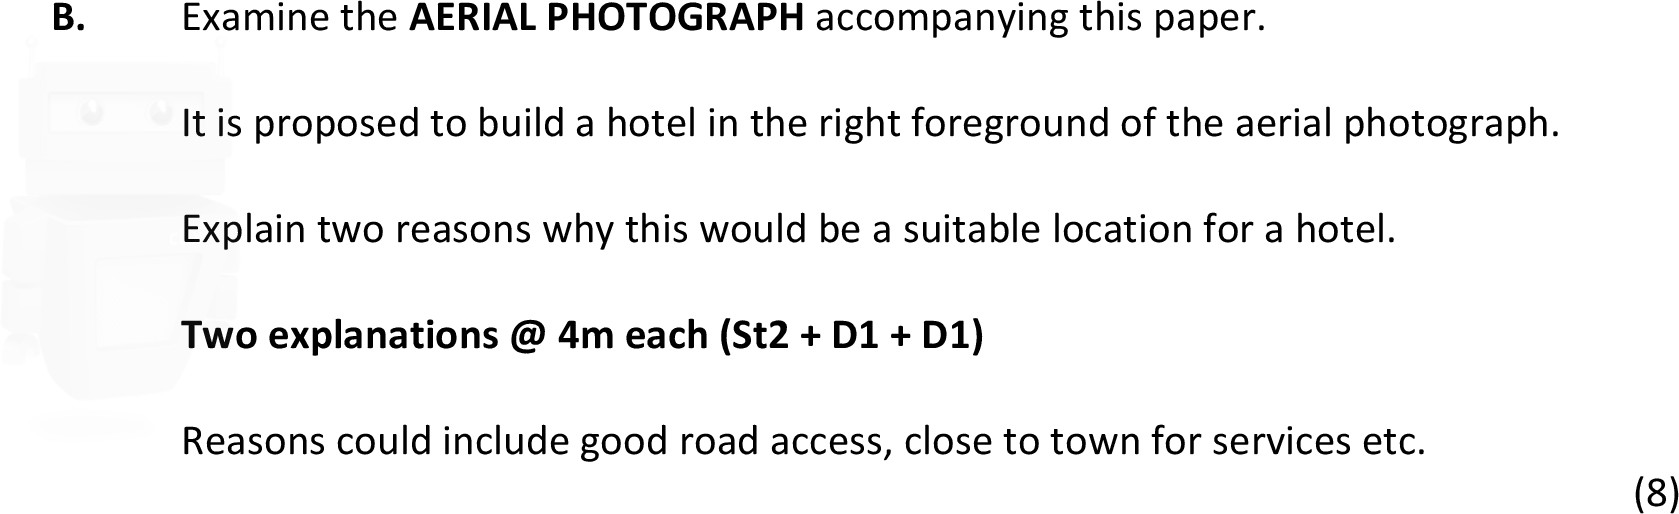 B. Examine the AERIAL PHOTOGRAPH accompanying this paper.
It is proposed to build a hotel in the right foreground of the aerial photograph.
Explain two reasons why this would be a suitable location for a hotel.
Two explanations @ 4m each (St2 + D1 + D1)
Reasons could include good road access, close to town for services etc.
(8)